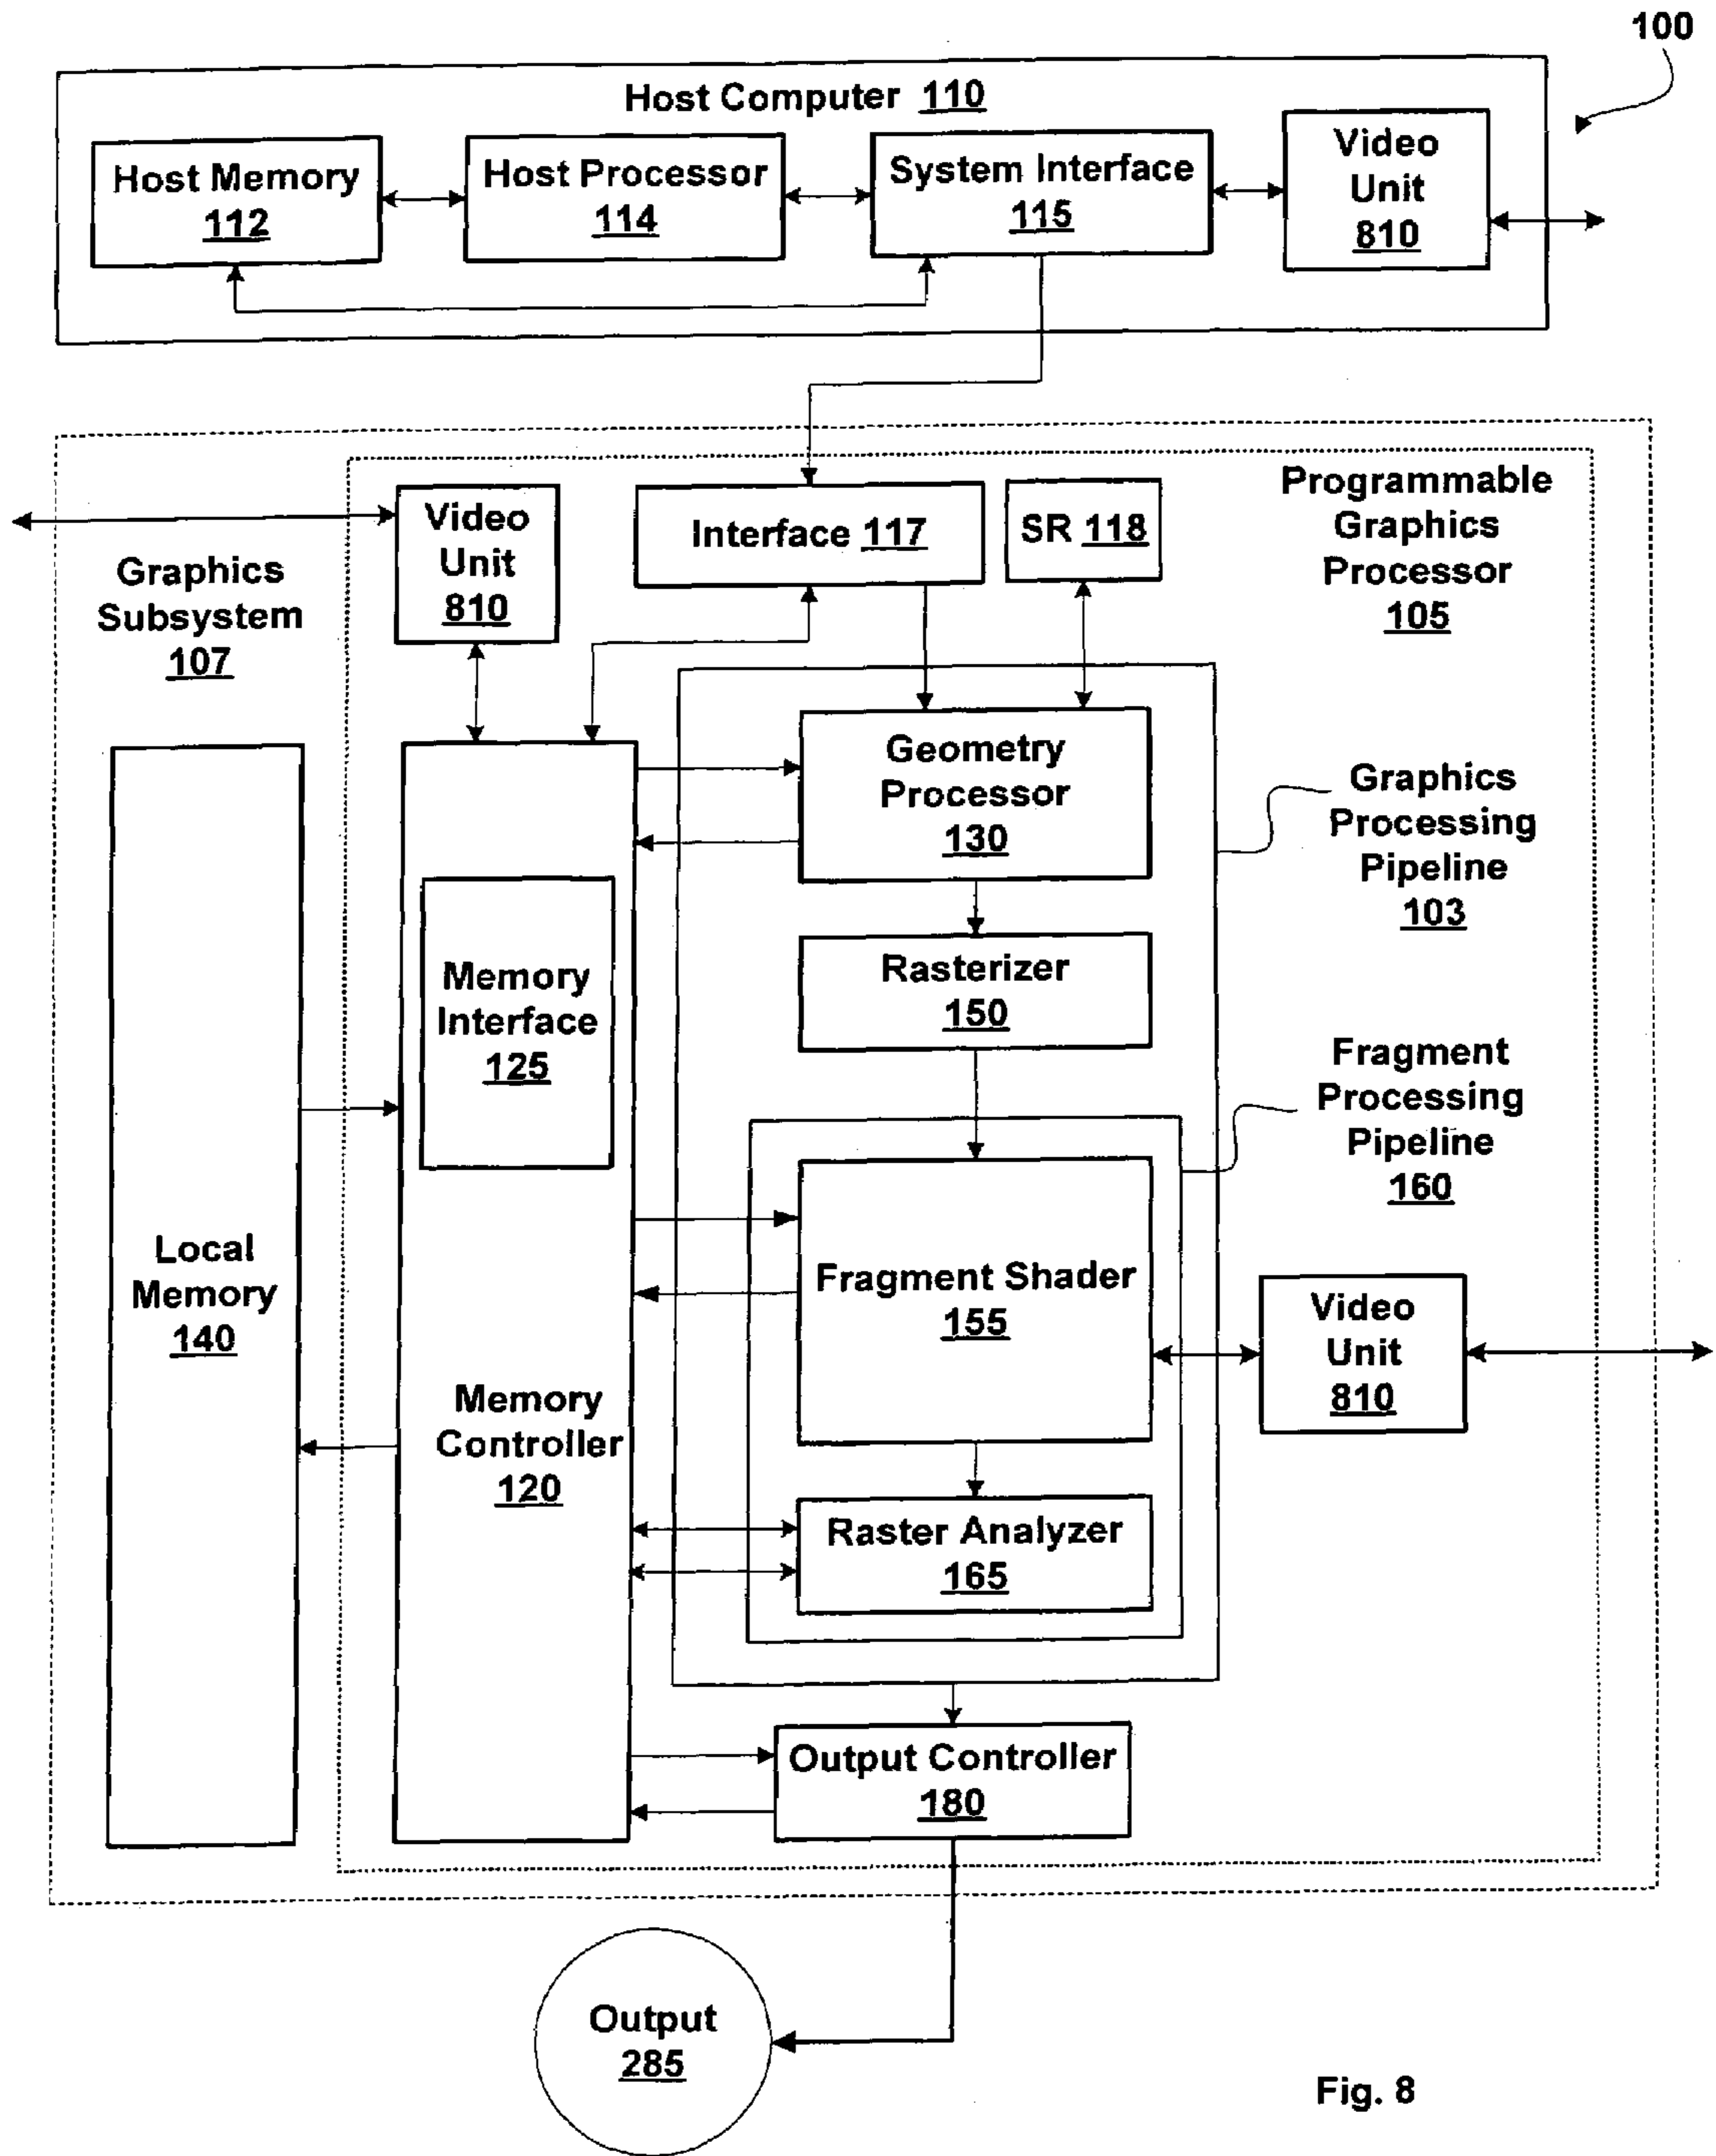 100
Host Computer 110
Host Memory
112
Host Processor
114
System Interface
115
Video
Unit
810
Programmable
Graphics
Processor
105
Video
Unit
810
Interface 117
SR 118
Graphics
Subsystem
107
Geometry
Processor
130
Graphics
Processing
Pipeline
103
Memory
Interface
125
Rasterizer
150
Fragment
Processing
Pipeline
160
Local
Memory
140
Fragment Shader
155
Video
Unit
810
Memory
Controller
120
Raster Analyzer
165
Output Controller
180
Output
285
Fig. 8